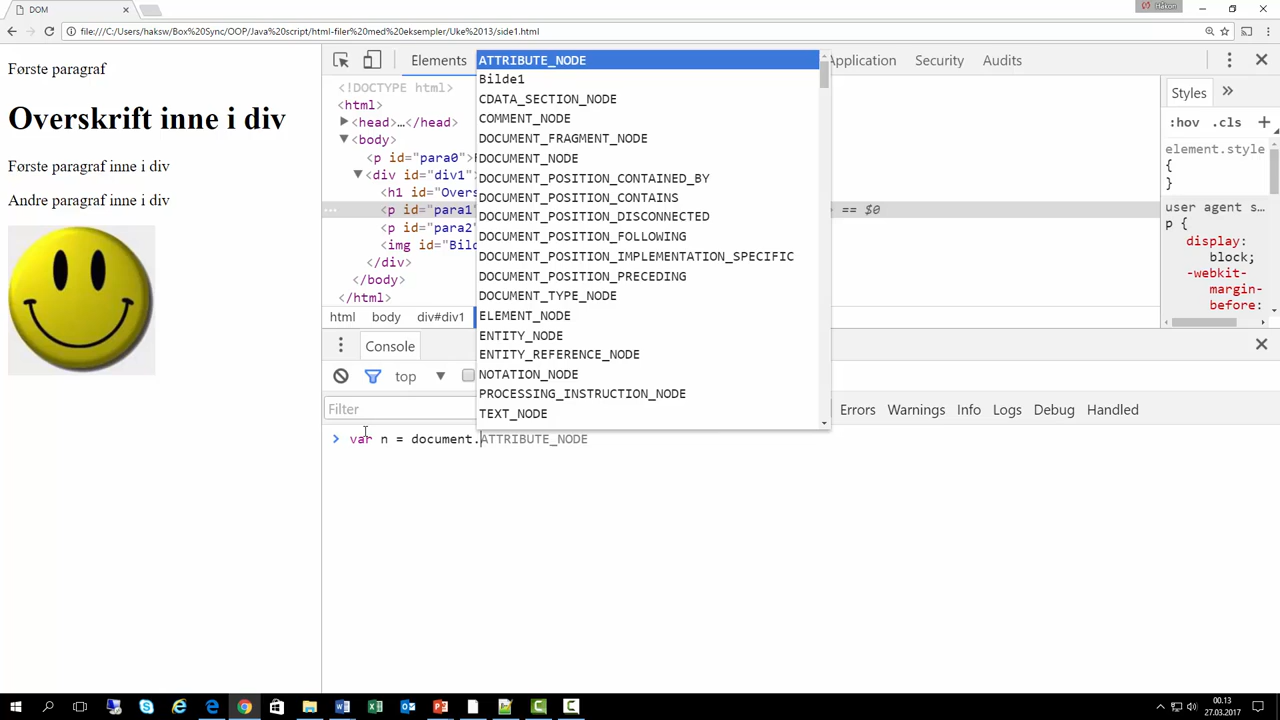 DOM
Håkon
file:///C:/Users/haksw/Box%20Sync/OOP/Java%20script/html-filer%20med%20eksempler/Uke%2013/side1.html
Første paragraf
Overskrift inne i div
Første paragraf inne i div
Andre paragraf inne i div
Elements
Application
Security
Audits
<!DOCTYPE html>
<html>
<head>…</head>
<body>
<p id="para0">
<div id="div1"
<h1 id="Overs
<p id="para1"
== $0
<p id="para2"
<img id="Bild
</div>
</body>
</html>
html
body
div#div1
Styles
:hov
.cls
element.style
{
}
user agent s…
p {
display:
block;
-webkit-
margin-
before:
ATTRIBUTE_NODE
Bilde1
CDATA_SECTION_NODE
COMMENT_NODE
DOCUMENT_FRAGMENT_NODE
DOCUMENT_NODE
DOCUMENT_POSITION_CONTAINED_BY
DOCUMENT_POSITION_CONTAINS
DOCUMENT_POSITION_DISCONNECTED
DOCUMENT_POSITION_FOLLOWING
DOCUMENT_POSITION_IMPLEMENTATION_SPECIFIC
DOCUMENT_POSITION_PRECEDING
DOCUMENT_TYPE_NODE
ELEMENT_NODE
ENTITY_NODE
ENTITY_REFERENCE_NODE
NOTATION_NODE
PROCESSING_INSTRUCTION_NODE
TEXT_NODE
Console
top
Filter
Errors
Warnings
Info
Logs
Debug
Handled
> var n = document.ATTRIBUTE_NODE
00.13
27.03.2017